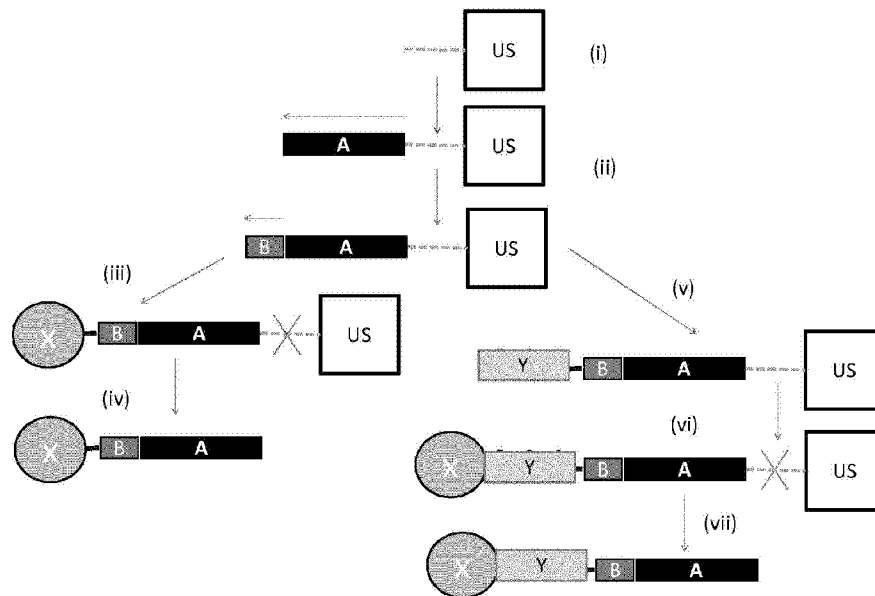 US (i)
A US (ii)
B A US
(iii) (v)
X B A US
Y B A US
(iv) (vi)
X B A
X Y B A US
(vii)
X Y B A